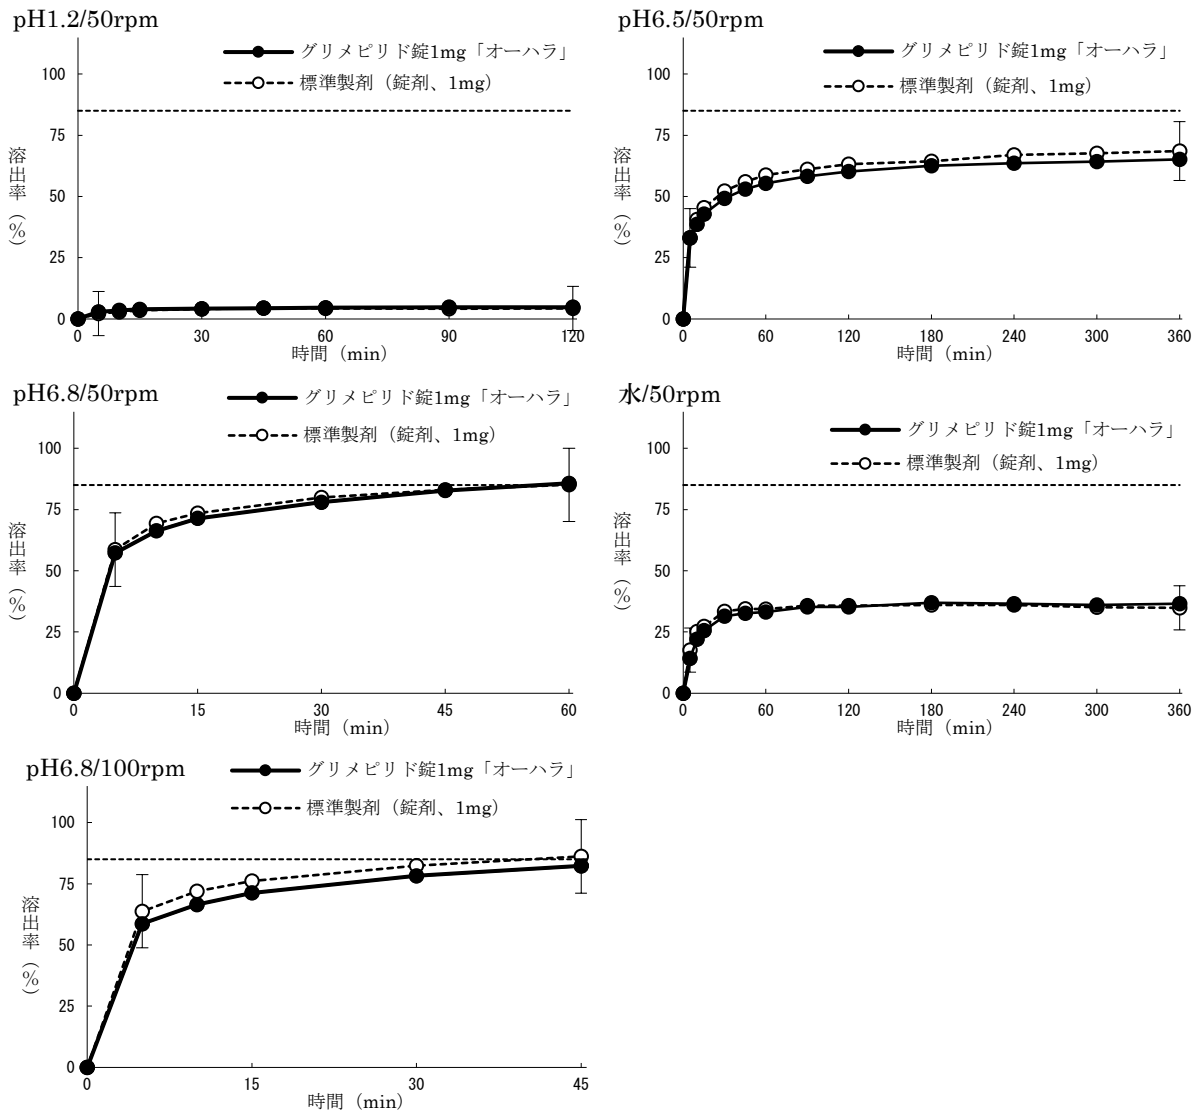 pH1.2/50rpm
グリメピリド錠1mg「オーハラ」
標準製剤（錠剤、1mg）
100
75
50
25
0
溶出率（%）
0 30 60 90 120
時間（min）
pH6.5/50rpm
グリメピリド錠1mg「オーハラ」
標準製剤（錠剤、1mg）
100
75
50
25
0
溶出率（%）
0 60 120 180 240 300 360
時間（min）
pH6.8/50rpm
グリメピリド錠1mg「オーハラ」
標準製剤（錠剤、1mg）
100
75
50
25
0
溶出率（%）
0 15 30 45 60
時間（min）
水/50rpm
グリメピリド錠1mg「オーハラ」
標準製剤（錠剤、1mg）
100
75
50
25
0
溶出率（%）
0 60 120 180 240 300 360
時間（min）
pH6.8/100rpm
グリメピリド錠1mg「オーハラ」
標準製剤（錠剤、1mg）
100
75
50
25
0
溶出率（%）
0 15 30 45
時間（min）